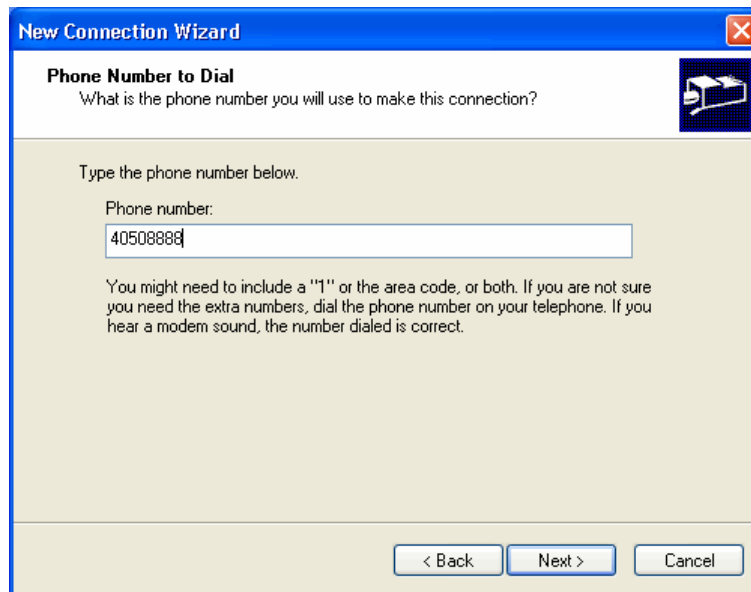 New Connection Wizard
Phone Number to Dial
What is the phone number you will use to make this connection?
Type the phone number below.
Phone number:
40508888
You might need to include a "1" or the area code, or both. If you are not sure
you need the extra numbers, dial the phone number on your telephone. If you
hear a modem sound, the number dialed is correct.
< Back
Next >
Cancel